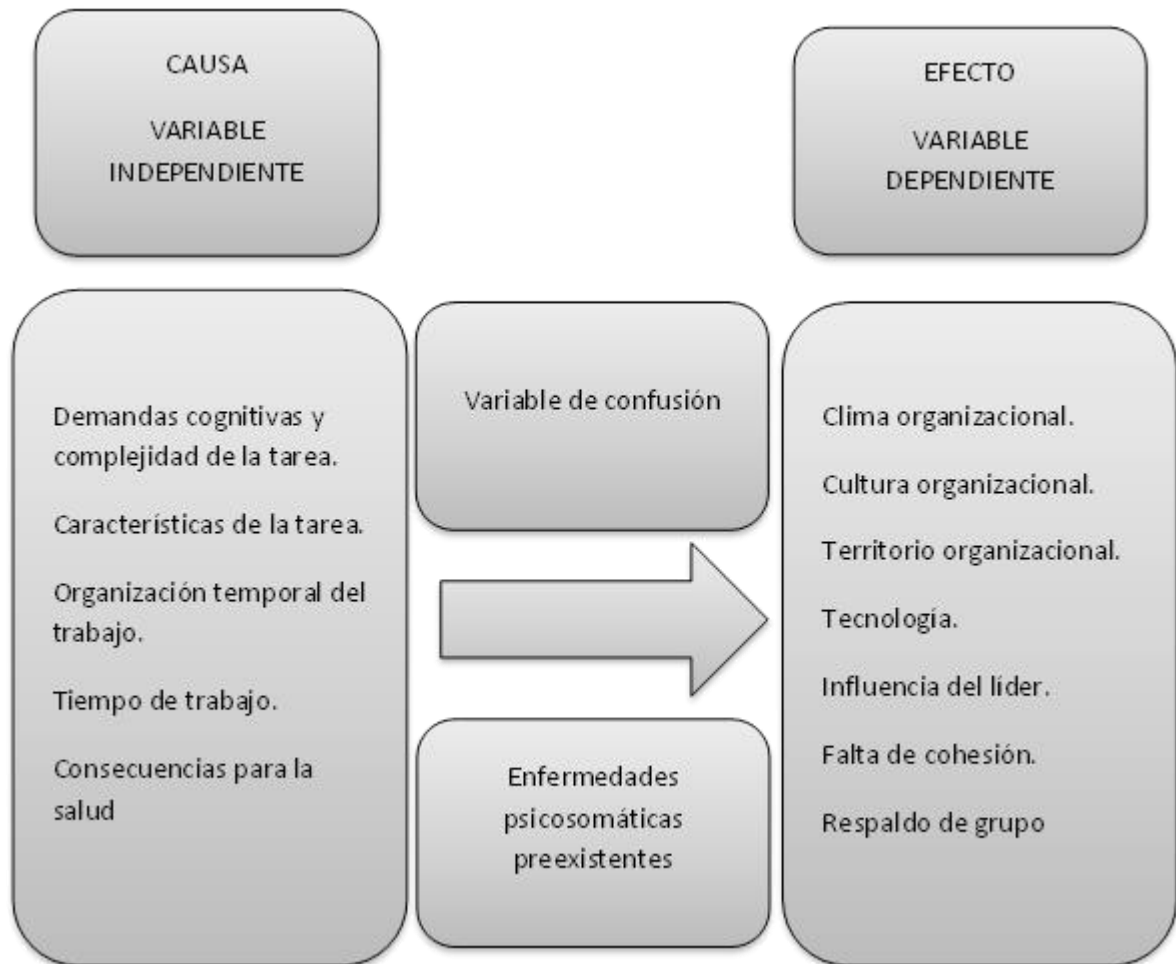 CAUSA
VARIABLE
INDEPENDIENTE
EFECTO
VARIABLE
DEPENDIENTE
Demandas cognitivas y
complejidad de la tarea.
Características de la tarea.
Organización temporal del
trabajo.
Tiempo de trabajo.
Consecuencias para la
salud
Variable de confusión
Enfermedades
psicosomáticas
preexistentes
Clima organizacional.
Cultura organizacional.
Territorio organizacional.
Tecnología.
Influencia del líder.
Falta de cohesión.
Respaldo de grupo